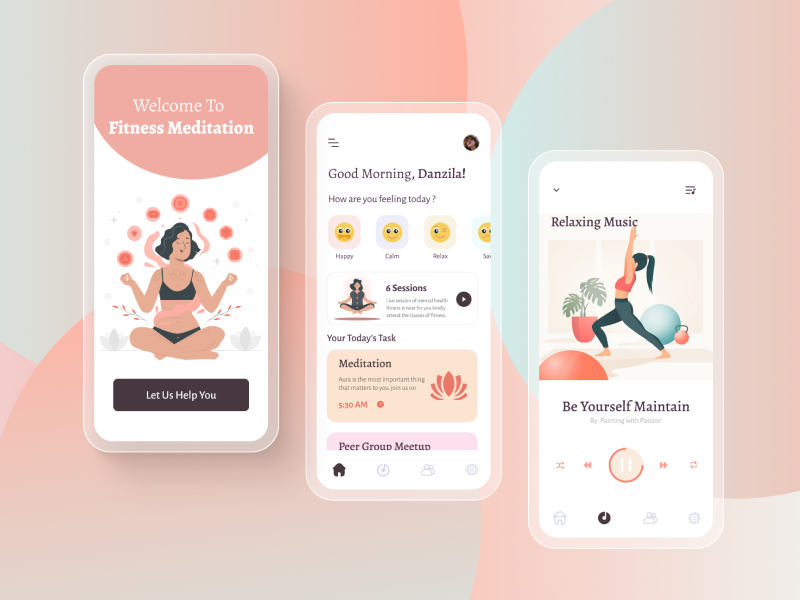 Welcome To
Fitness Meditation
Let Us Help You
Good Morning, Danzila!
How are you feeling today ?
Happy
Calm
Relax
Sa
6 Sessions
Live session of mental health
fitness is near for you kindly
attend the classes of fitness.
Your Today's Task
Meditation
Aura is the most important thing
that matters to you.join us on
5:30 AM
Peer Group Meetup
Relaxing Music
Be Yourself Maintain
By: Painting with Passion